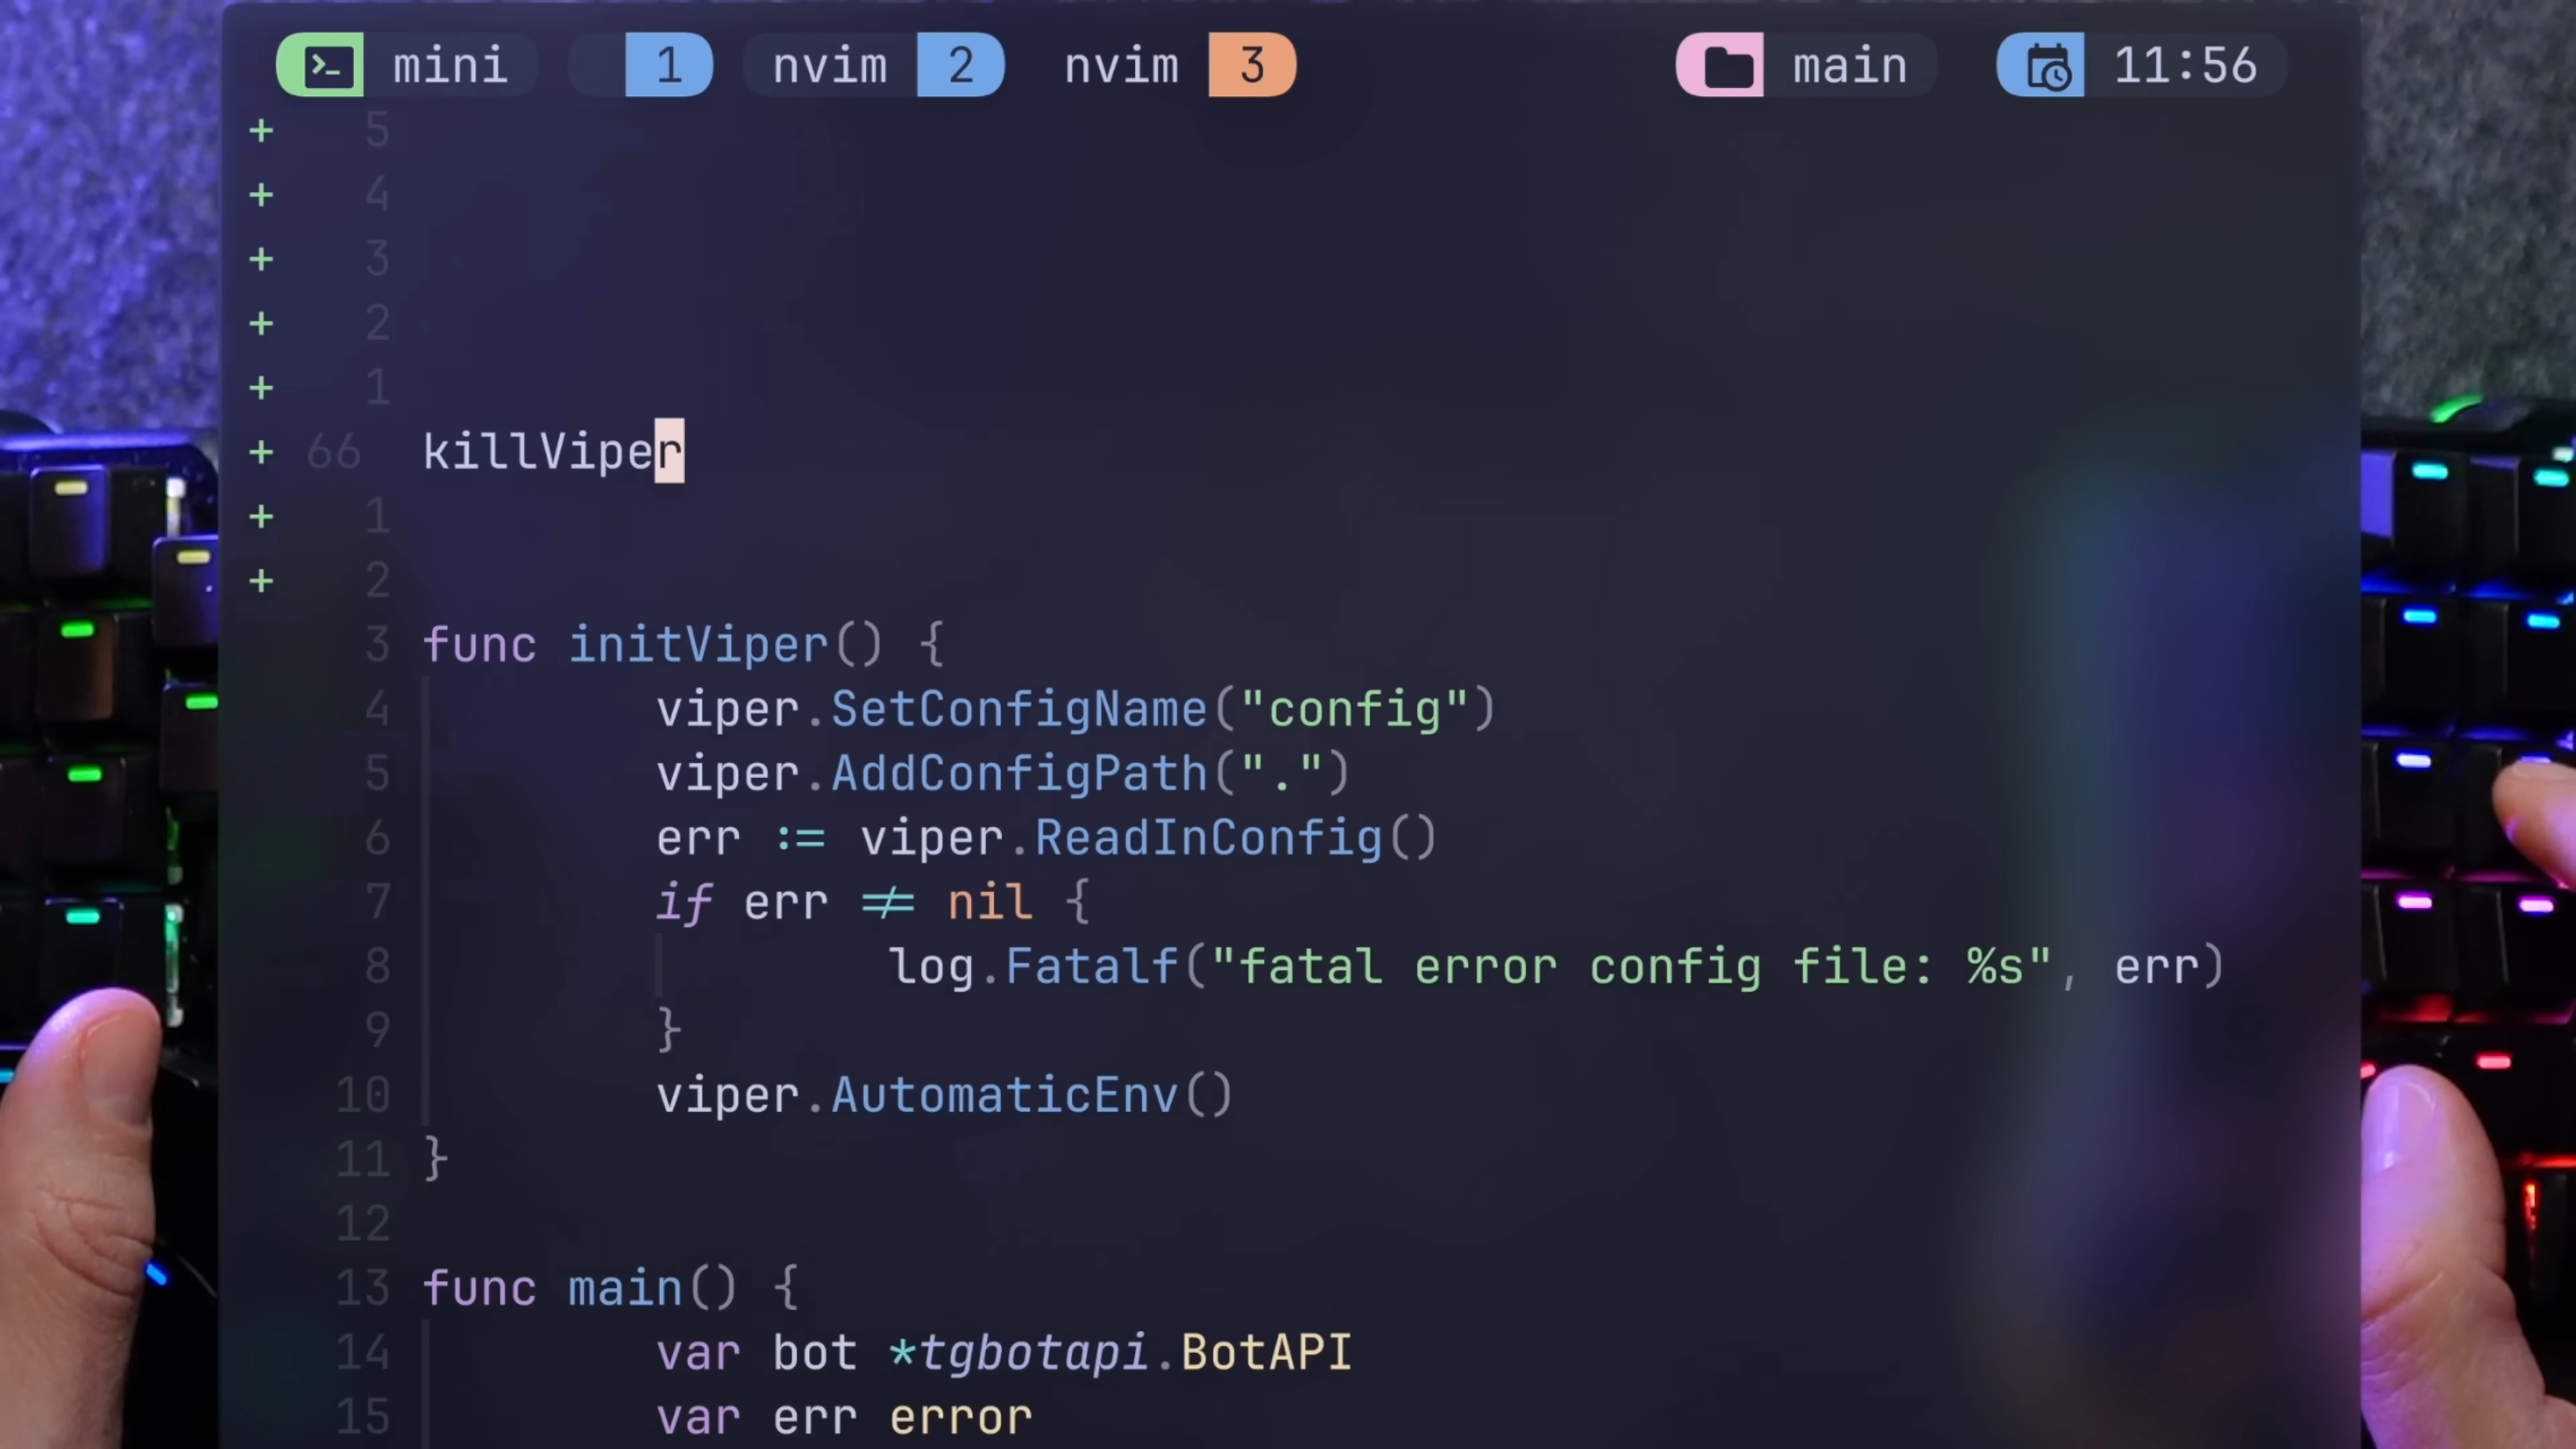 mini 1 nvim 2 nvim 3 main 11:56
+ 5
+ 4
+ 3
+ 2
+ 1
+ 66 killViper
+ 1
+ 2
3 func initViper() {
4 viper.SetConfigName("config")
5 viper.AddConfigPath(".")
6 err := viper.ReadInConfig()
7 if err ≠ nil {
8 log.Fatalf("fatal error config file: %s", err)
9 }
10 viper.AutomaticEnv()
11 }
12
13 func main() {
14 var bot *tgbotapi.BotAPI
15 var err error